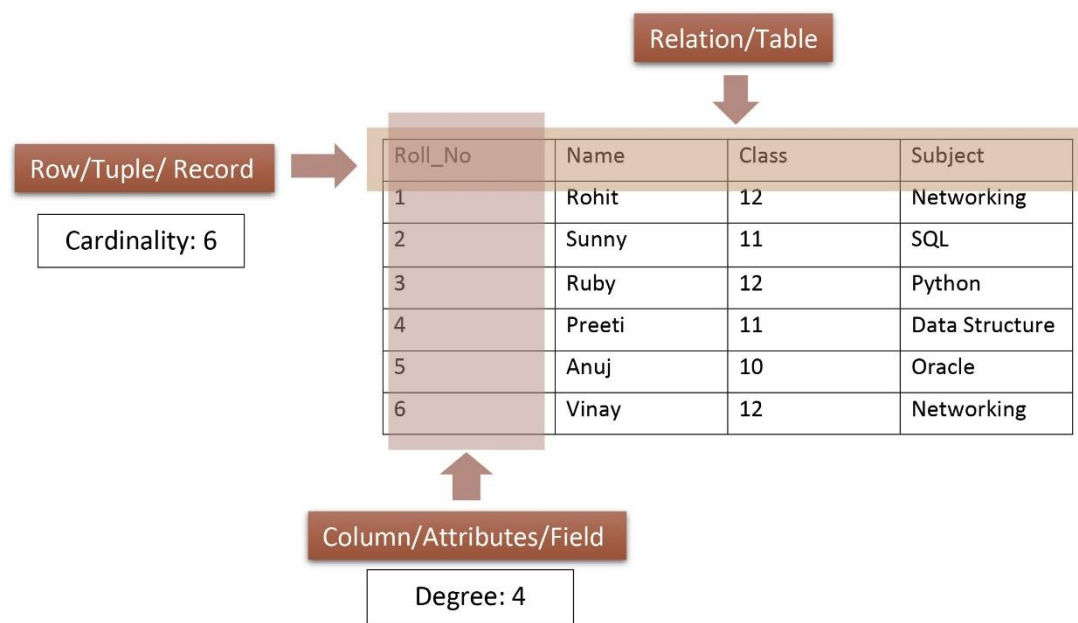 Relation/Table
Row/Tuple/ Record
Cardinality: 6
Roll_No Name Class Subject
1 Rohit 12 Networking
2 Sunny 11 SQL
3 Ruby 12 Python
4 Preeti 11 Data Structure
5 Anuj 10 Oracle
6 Vinay 12 Networking
Column/Attributes/Field
Degree: 4